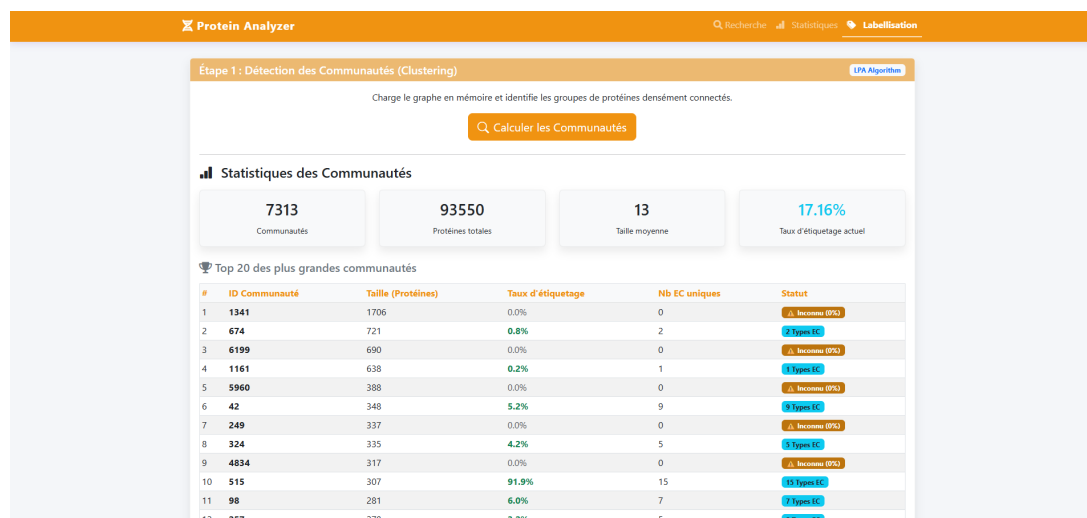 Protein Analyzer Recherche Statistiques Labellisation
Étape 1 : Détection des Communautés (Clustering) LPA Algorithm
Charge le graphe en mémoire et identifie les groupes de protéines densément connectés.
Calculer les Communautés
Statistiques des Communautés
7313 93550 13 17.16%
Communautés Protéines totales Taille moyenne Taux d'étiquetage actuel
Top 20 des plus grandes communautés
# ID Communauté Taille (Protéines) Taux d'étiquetage Nb EC uniques Statut
1 1341 1706 0.0% 0 Inconnu (0%)
2 674 721 0.8% 2 2 Types EC
3 6199 690 0.0% 0 Inconnu (0%)
4 1161 638 0.2% 1 1 Types EC
5 5960 388 0.0% 0 Inconnu (0%)
6 42 348 5.2% 9 9 Types EC
7 249 337 0.0% 0 Inconnu (0%)
8 324 335 4.2% 5 5 Types EC
9 4834 317 0.0% 0 Inconnu (0%)
10 515 307 91.9% 15 15 Types EC
11 98 281 6.0% 7 7 Types EC